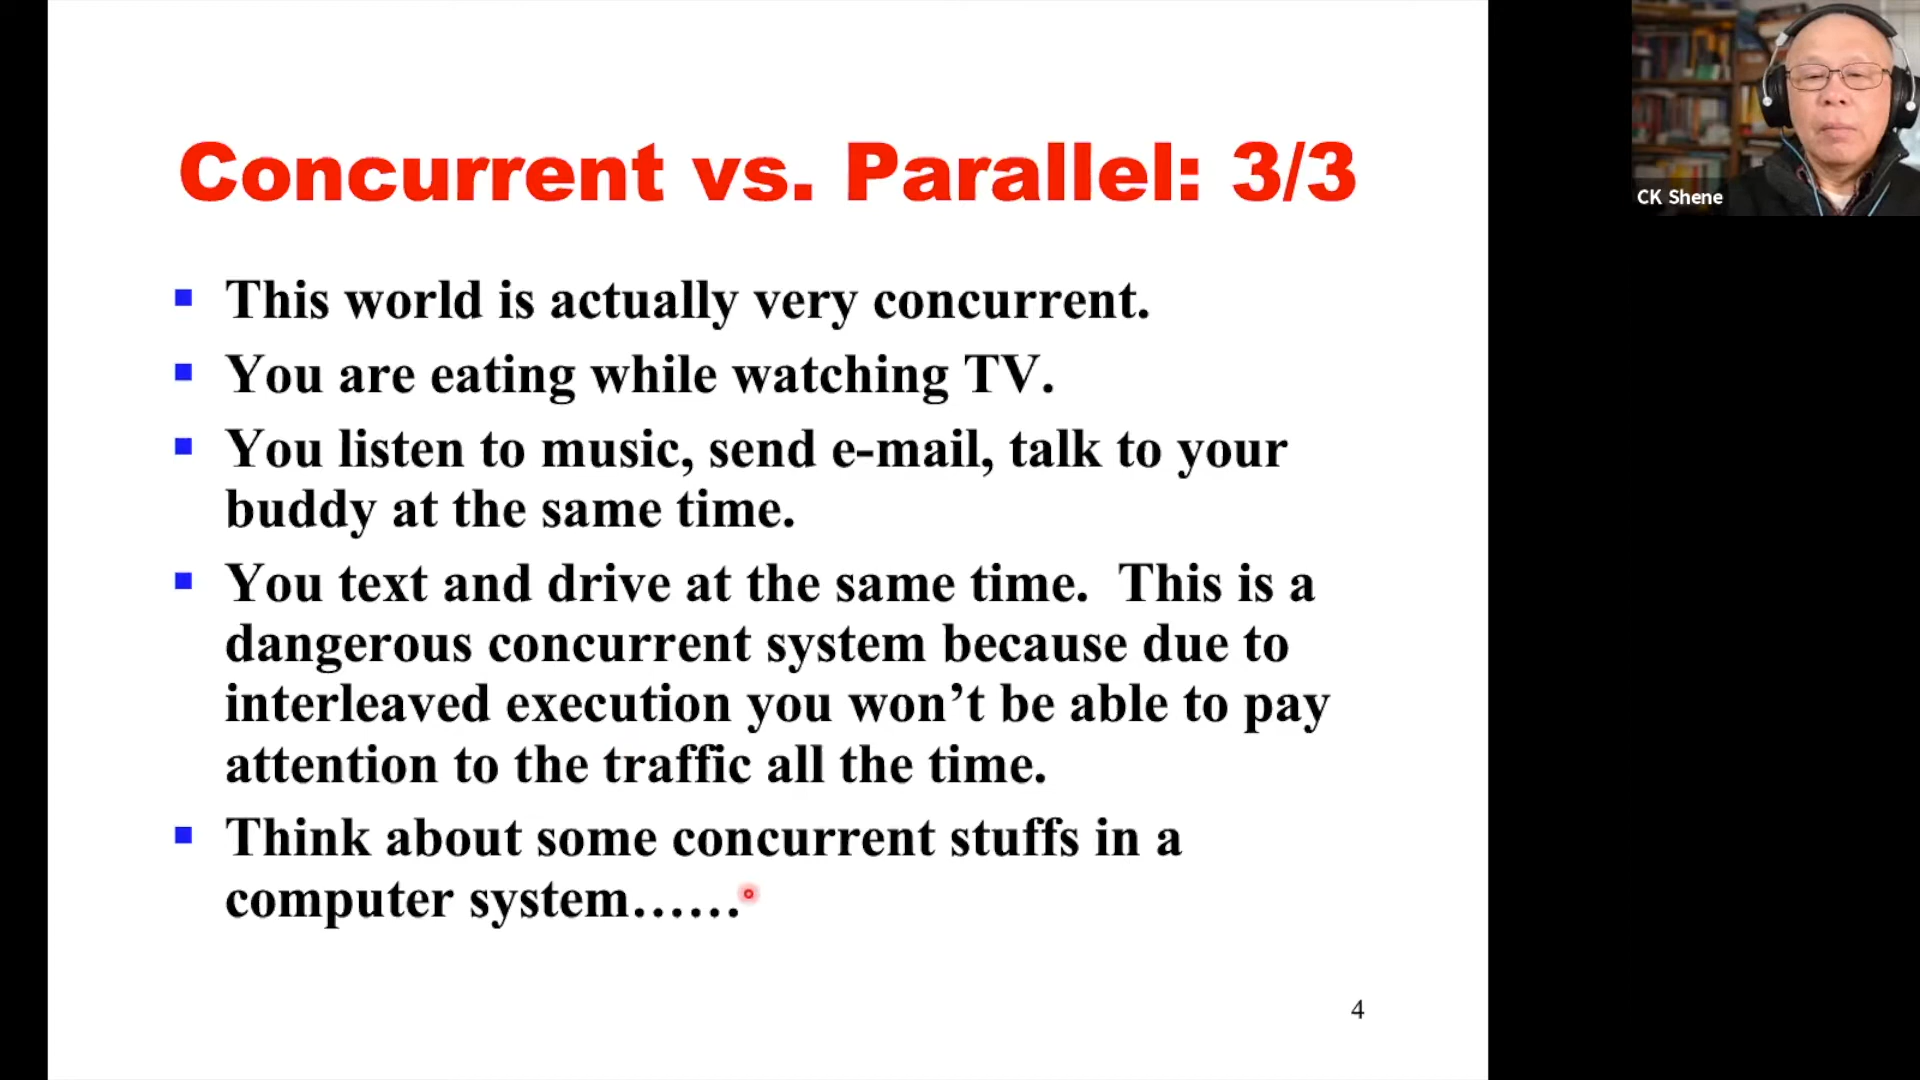 Concurrent vs. Parallel: 3/3
This world is actually very concurrent.
You are eating while watching TV.
You listen to music, send e-mail, talk to your
buddy at the same time.
You text and drive at the same time.  This is a
dangerous concurrent system because due to
interleaved execution you won’t be able to pay
attention to the traffic all the time.
Think about some concurrent stuffs in a
computer system……
4
CK Shene